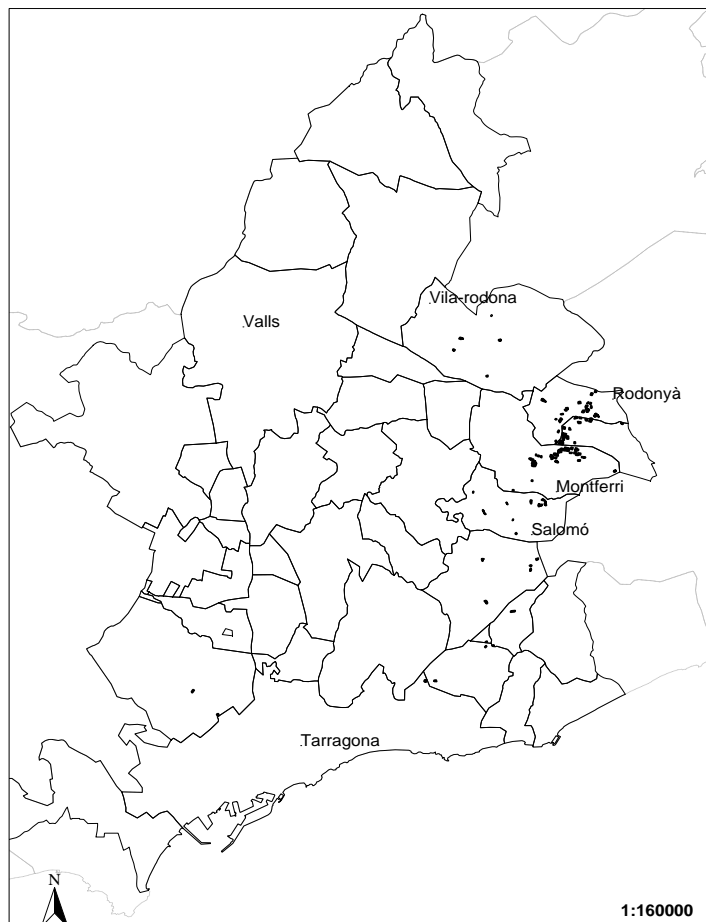 Vila-rodona
Valls
Rodonyà
Montferri
Salomó
Tarragona
N
1:160000